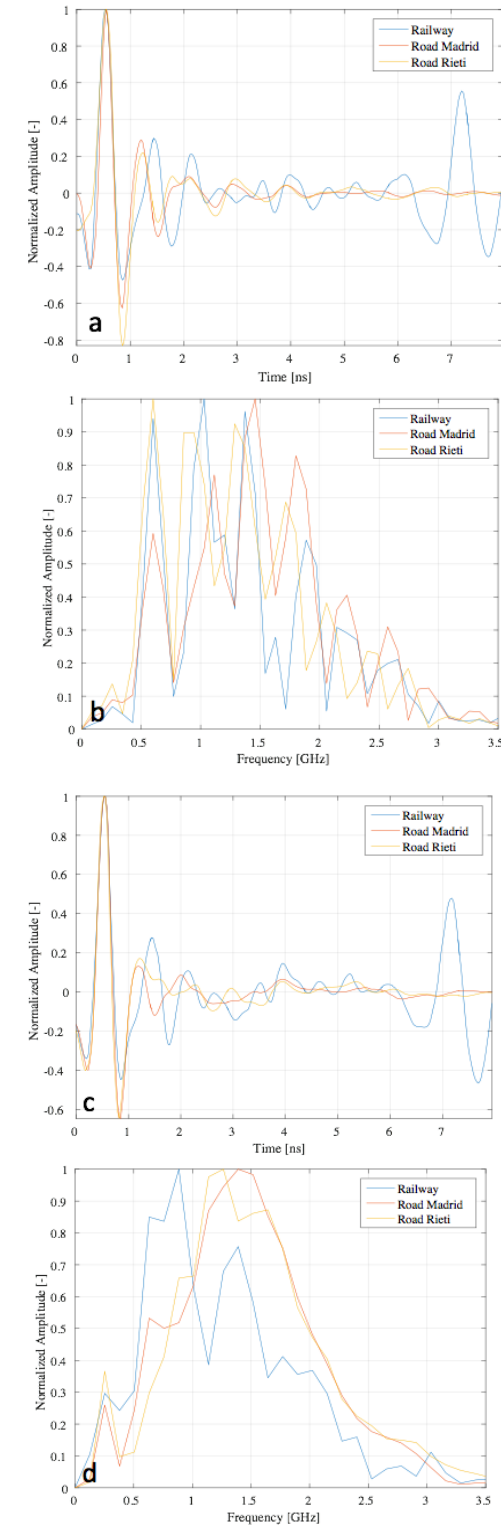 1
0.8
0.6
0.4
0.2
0
-0.2
-0.4
-0.6
-0.8
Normalized Amplitude [-]
Railway
Road Madrid
Road Rieti
a
0 1 2 3 4 5 6 7
Time [ns]
1
0.9
0.8
0.7
0.6
0.5
0.4
0.3
0.2
0.1
0
Normalized Amplitude [-]
Railway
Road Madrid
Road Rieti
b
0 0.5 1 1.5 2 2.5 3 3.5
Frequency [GHz]
1
0.8
0.6
0.4
0.2
0
-0.2
-0.4
-0.6
Normalized Amplitude [-]
Railway
Road Madrid
Road Rieti
c
0 1 2 3 4 5 6 7
Time [ns]
1
0.9
0.8
0.7
0.6
0.5
0.4
0.3
0.2
0.1
0
Normalized Amplitude [-]
Railway
Road Madrid
Road Rieti
d
0 0.5 1 1.5 2 2.5 3 3.5
Frequency [GHz]